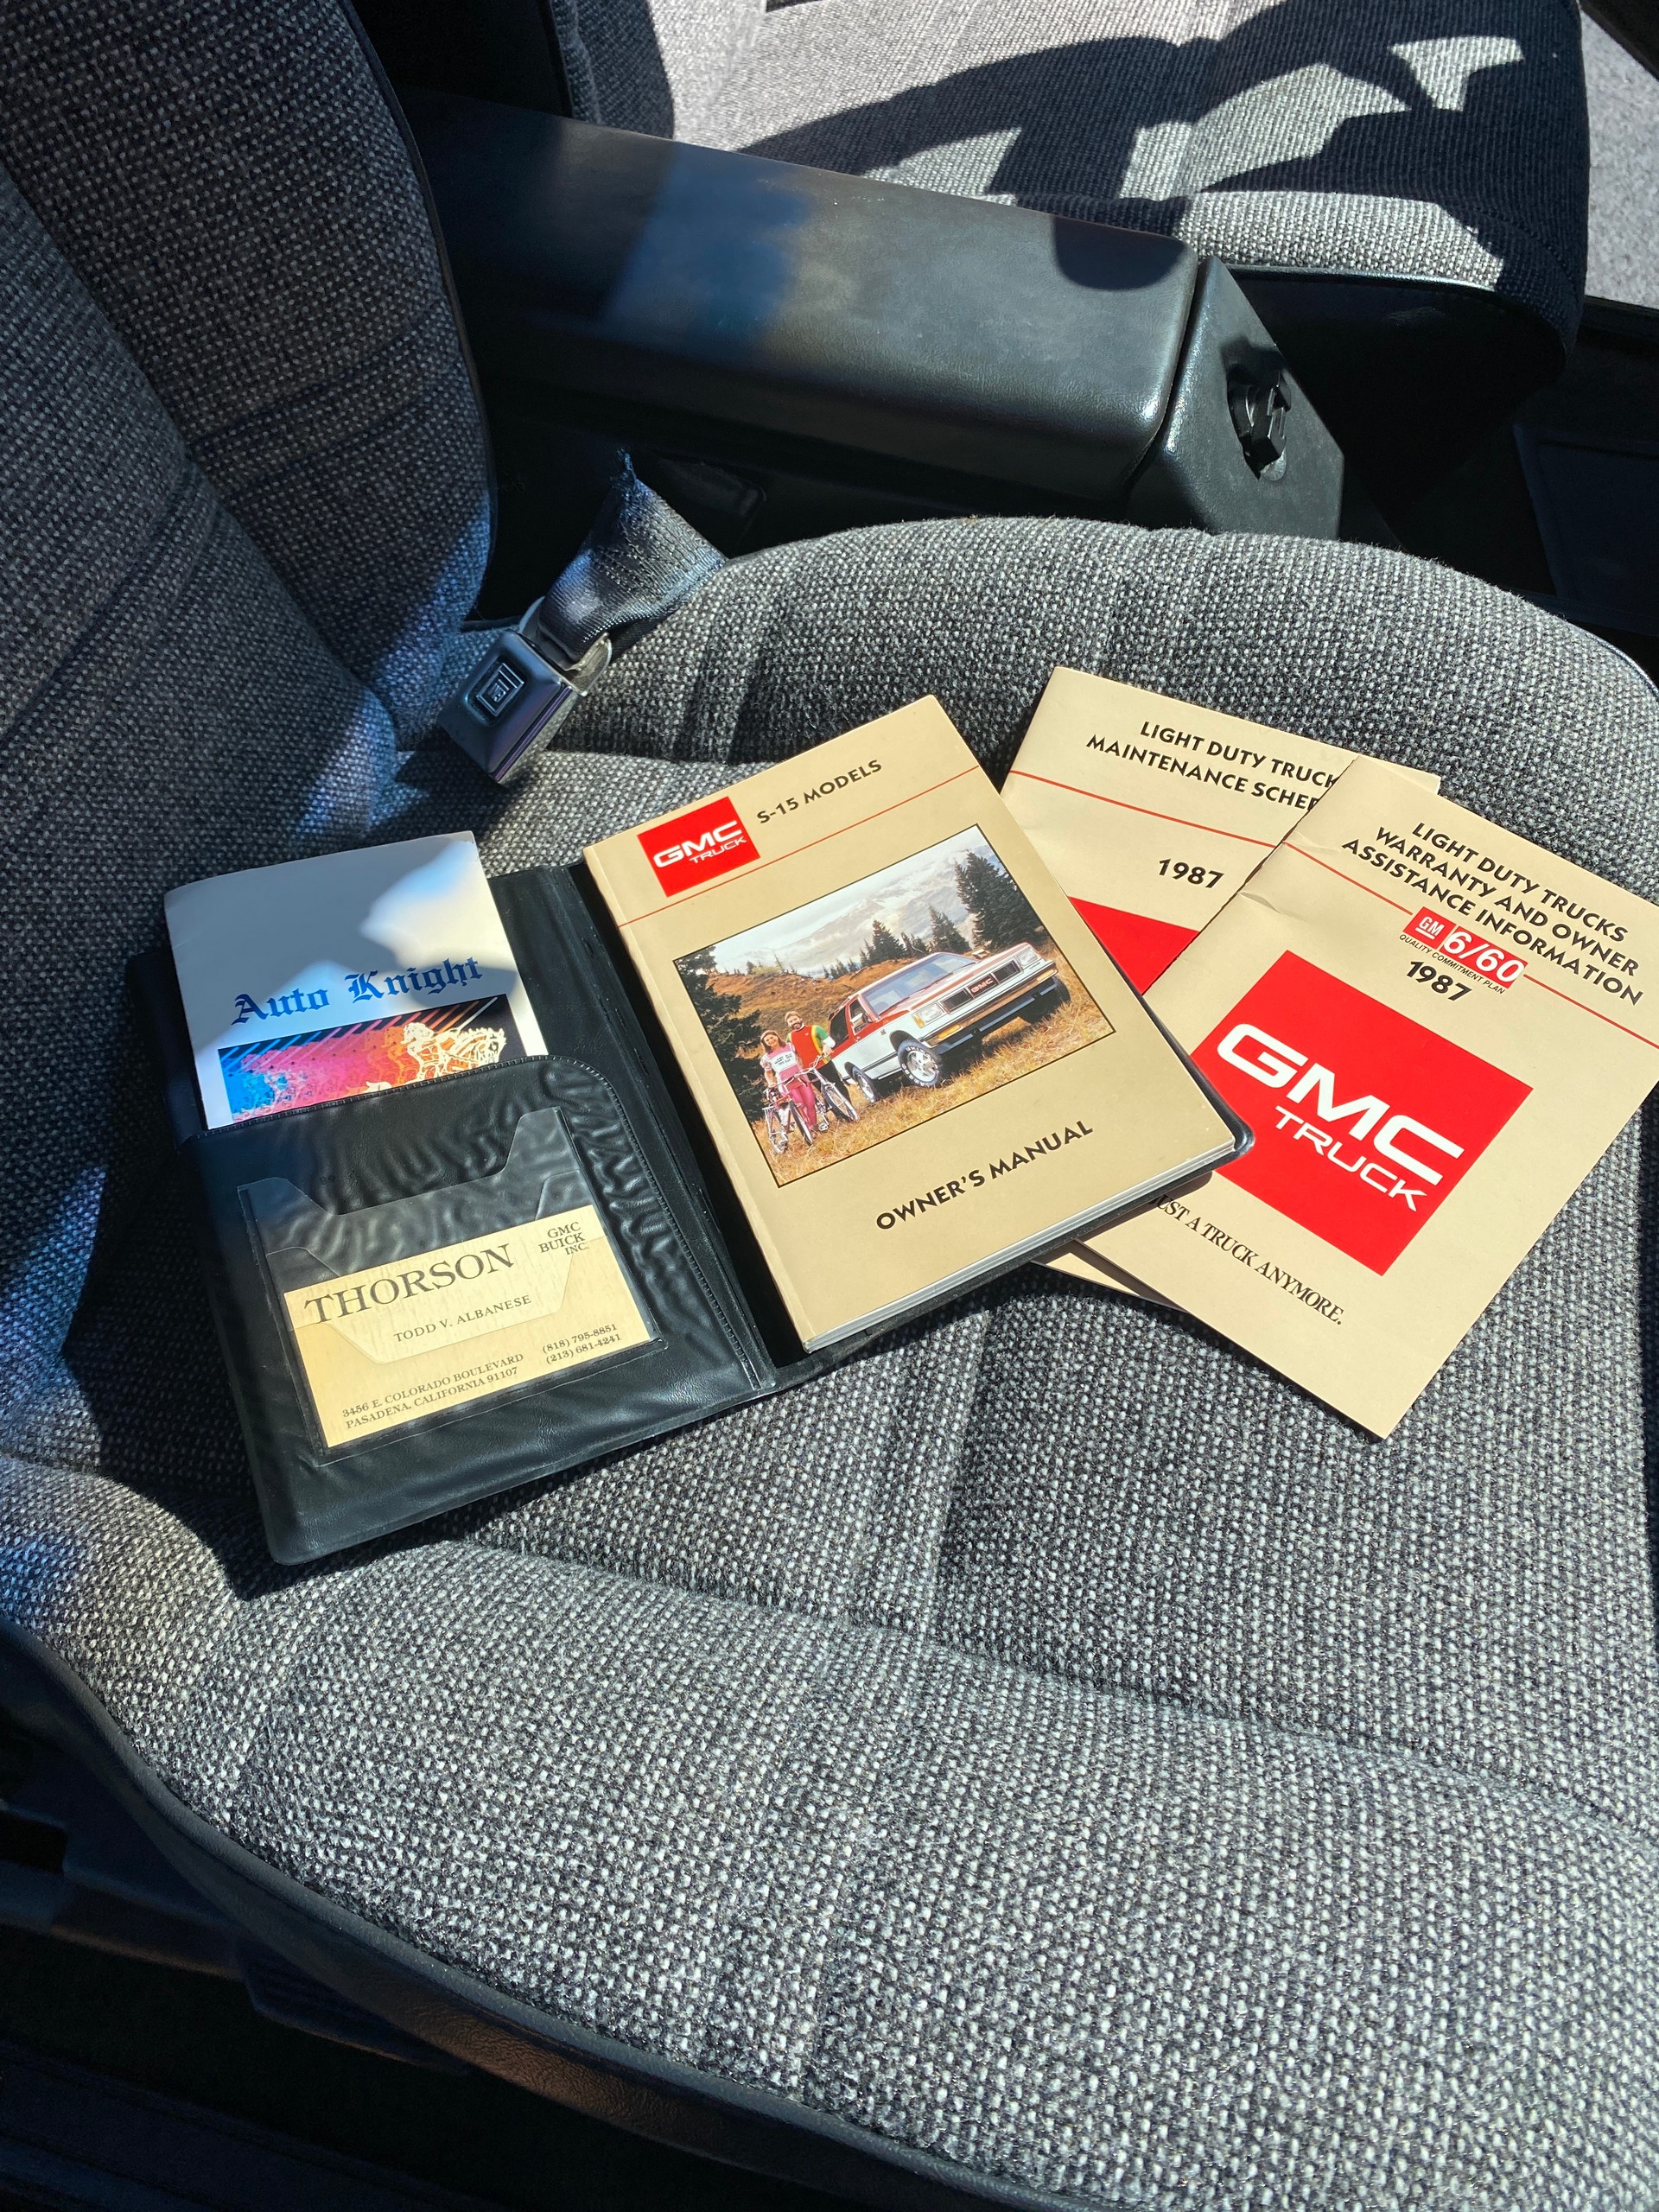 Auto Knight
THORSON
GMC
BUICK
INC.
TODD V. ALBANESE
3456 E. COLORADO BOULEVARD
PASADENA, CALIFORNIA 91107
(818) 795-8851
(213) 681-4241
GMC
TRUCK
S-15 MODELS
GMC
OWNER'S MANUAL
LIGHT DUTY TRUCK
MAINTENANCE SCHED
1987
LIGHT DUTY TRUCKS
WARRANTY AND OWNER
ASSISTANCE INFORMATION
GM 6/60
QUALITY COMMITMENT PLAN
1987
GMC
TRUCK
A TRUCK ANYMORE.